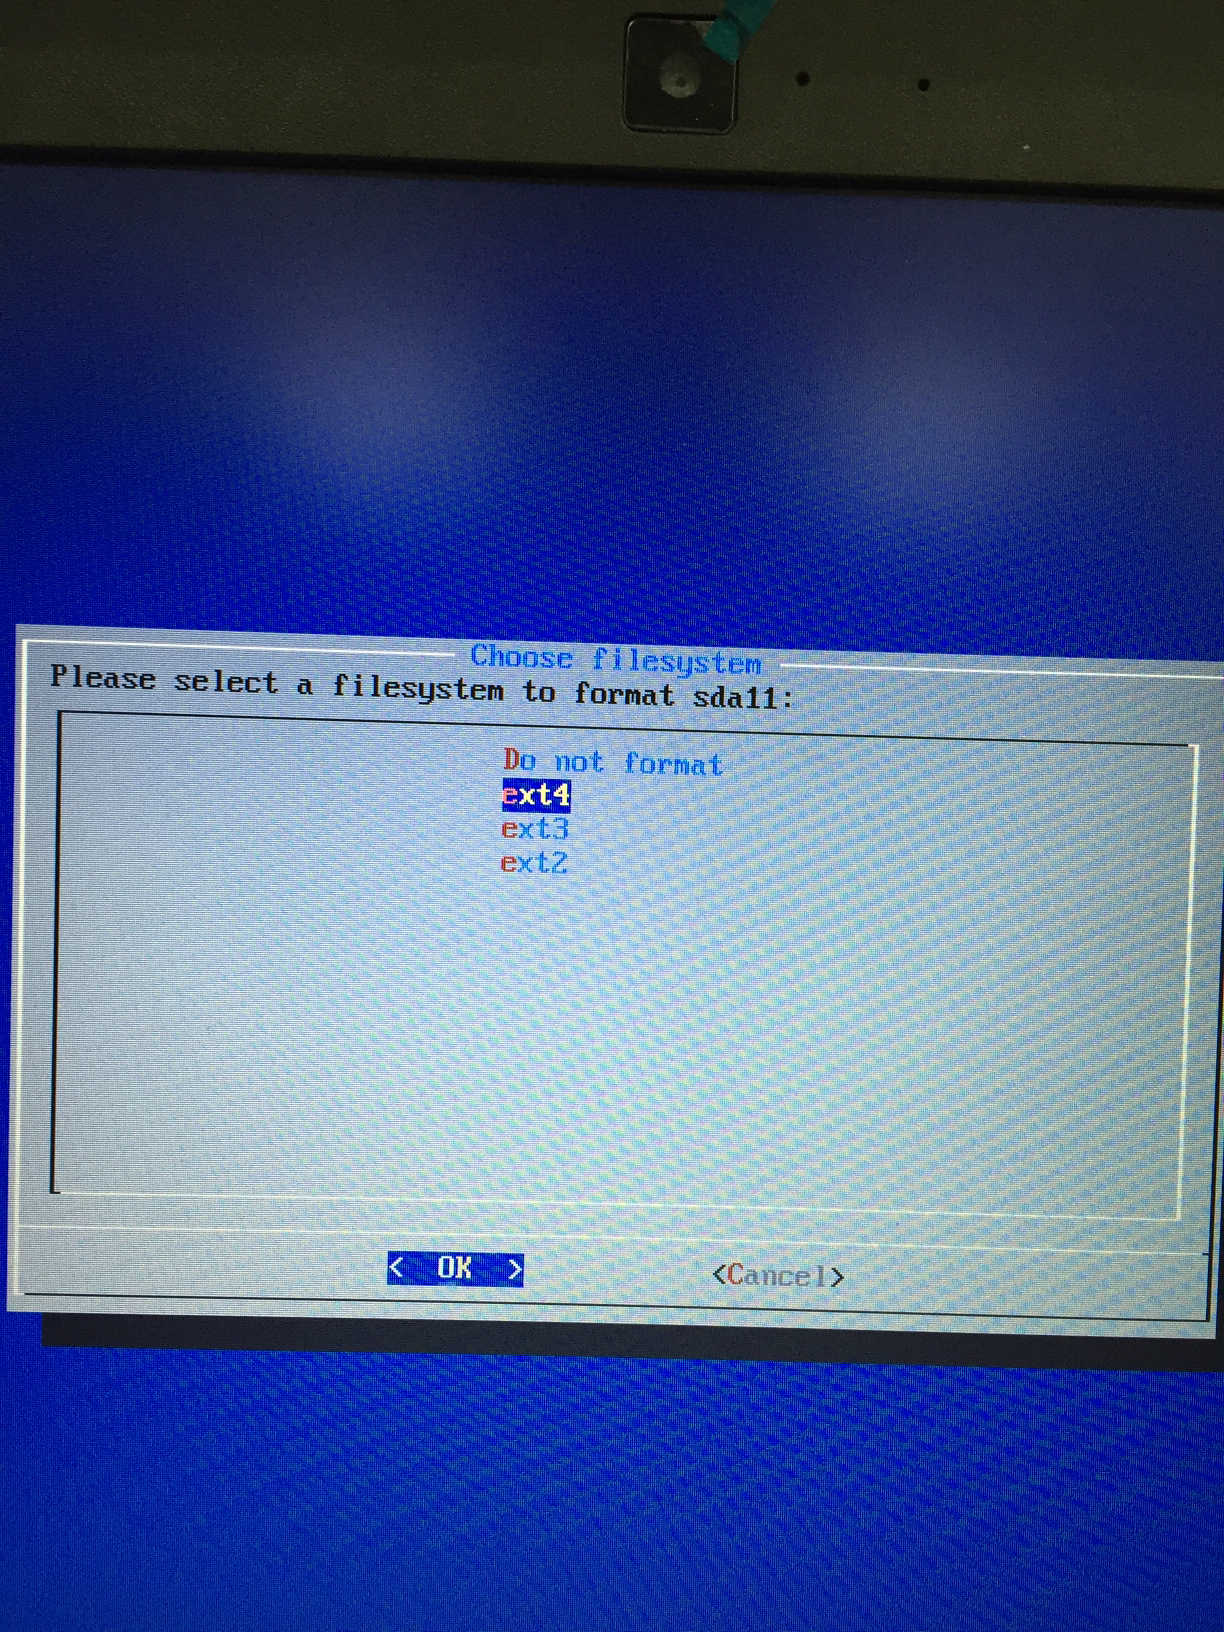 Choose filesystem
Please select a filesystem to format sda11:
Do not format
ext4
ext3
ext2
< OK > <Cancel>